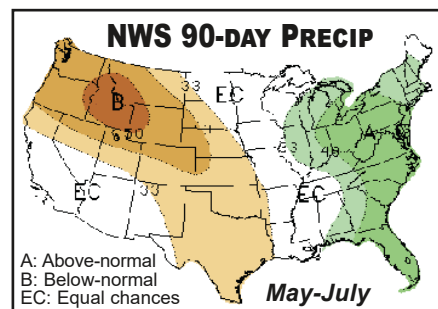 NWS 90-DAY PRECIP
33
EC
B
A
33
40
50
EC
33
EC
A: Above-normal
B: Below-normal
EC: Equal chances
May-July